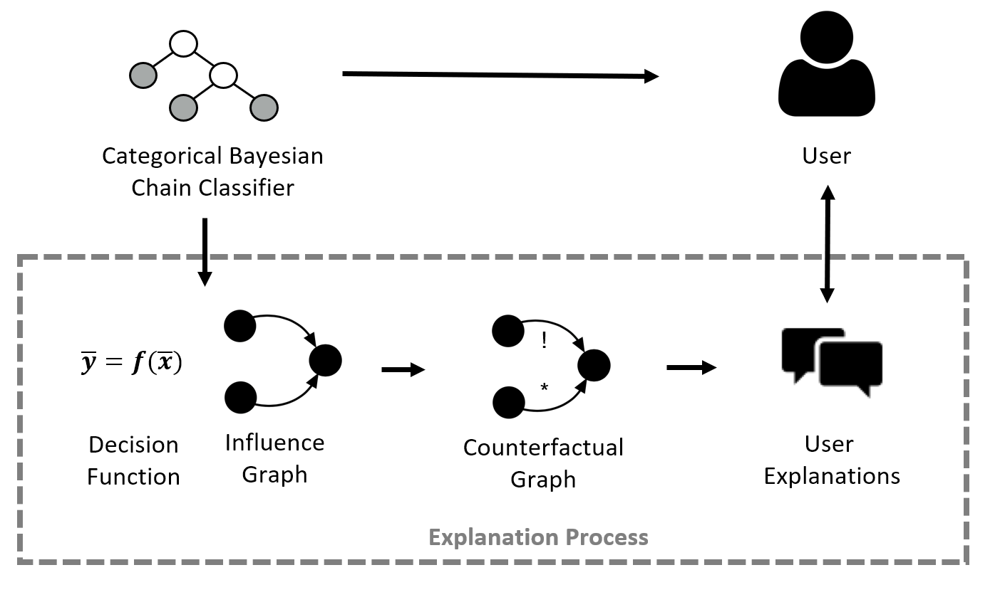 Categorical Bayesian
Chain Classifier
User
y̅ = f(x̅)
!
*
Decision
Function
Influence
Graph
Counterfactual
Graph
User
Explanations
Explanation Process